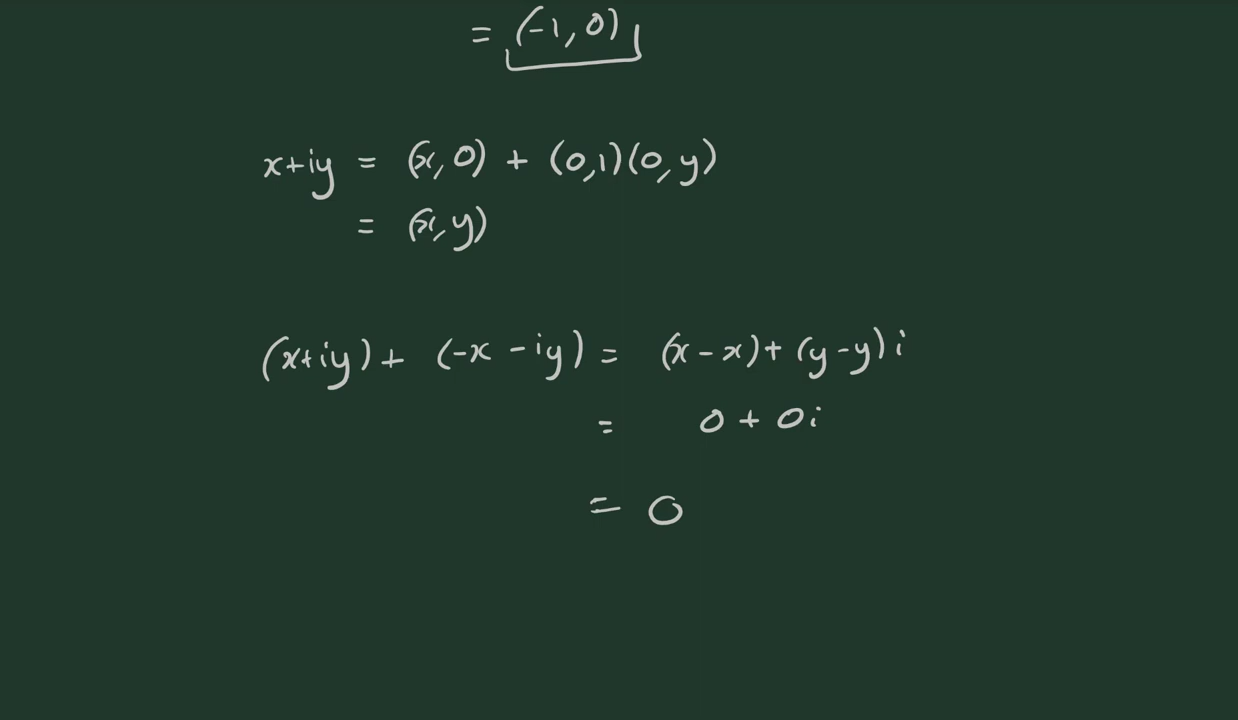 = (-1, 0)
x+iy = (x, 0) + (0,1)(0, y)
= (x, y)
(x+iy) + (-x - iy) = (x - x) + (y - y) i
= 0 + 0i
= 0